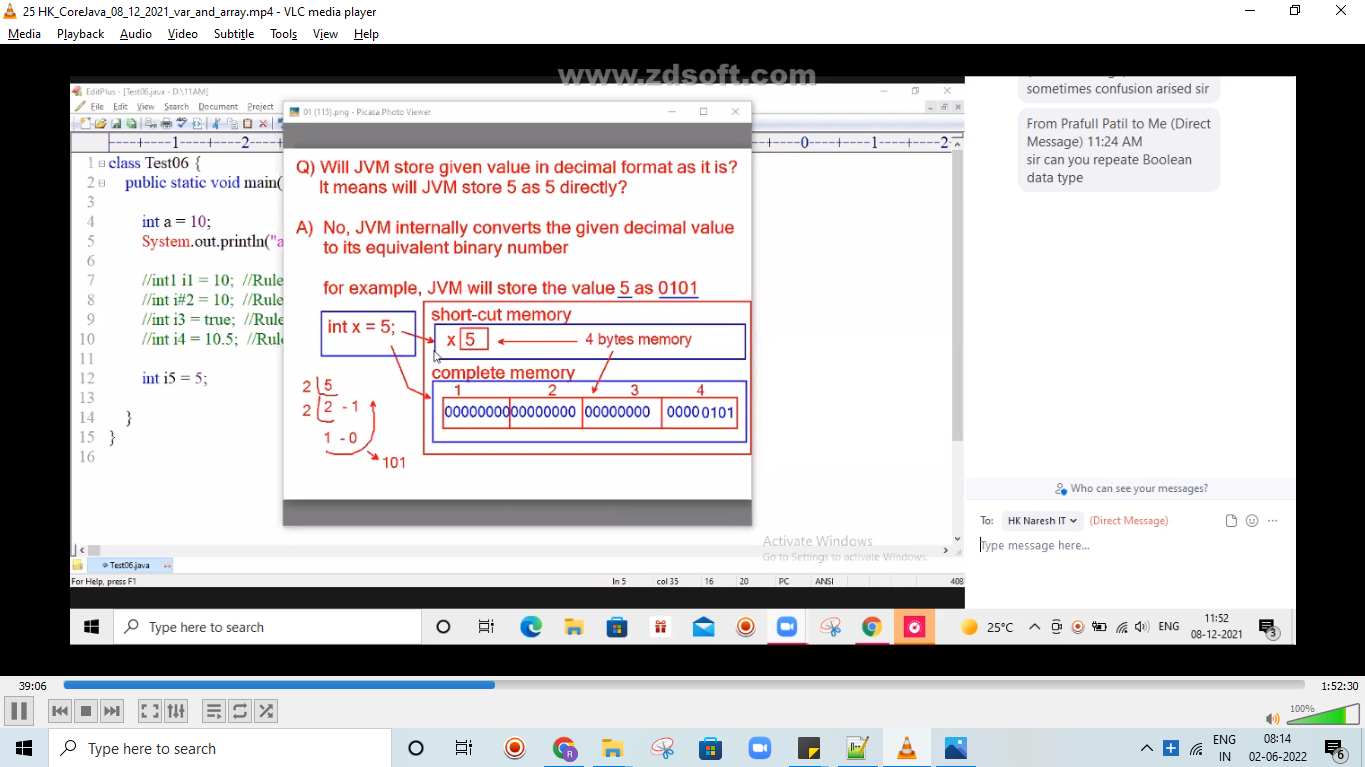 25 HK_CoreJava_08_12_2021_var_and_array.mp4 - VLC media player
Media Playback Audio Video Subtitle Tools View Help
www.zdsoft.com
EditPlus - [Test06.java - D:\11AM]
File Edit View Search Document Project
01 (115).png - Picasa Photo Viewer
----+----1----+----2--
--+----0----+----1----+----2-
1 class Test06 {
2 public static void main(
3
4 int a = 10;
5 System.out.println("a
6
7 //int1 i1 = 10; //Rule
8 //int i#2 = 10; //Rule
9 //int i3 = true; //Rule
10 //int i4 = 10.5; //Rul
11
12 int i5 = 5;
13
14 }
15 }
16
Q) Will JVM store given value in decimal format as it is?
It means will JVM store 5 as 5 directly?
A) No, JVM internally converts the given decimal value
to its equivalent binary number
for example, JVM will store the value 5 as 0101
short-cut memory
int x = 5;
x 5
4 bytes memory
complete memory
1 2 3 4
00000000 00000000 00000000 0000 0101
2 5
2 2 - 1
1 - 0
101
sometimes confusion arised sir
From Prafull Patil to Me (Direct
Message) 11:24 AM
sir can you repeate Boolean
data type
Who can see your messages?
To: HK Naresh IT (Direct Message)
Type message here...
Activate Windows
Go to Settings to activate Windows.
Test06.java
For Help, press F1
ln 5 col 35 16 20 PC ANSI 408
Type here to search
25°C
ENG
11:52
08-12-2021
3
39:06
1:52:30
100%
Type here to search
ENG
IN
08:14
02-06-2022
6